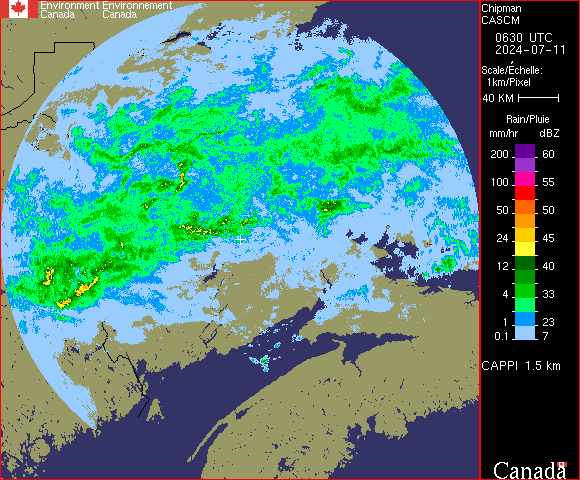 Environment Environnement
Canada Canada
Chipman
CASCM
0630 UTC
2024-07-11
Scale/Échelle:
1km/Pixel
40 KM
Rain/Pluie
mm/hr dBZ
200 60
100 55
50 50
24 45
12 40
4 33
1 23
0.1 7
CAPPI 1.5 km
Canada